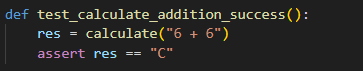 def test_calculate_addition_success():
    res = calculate("6 + 6")
    assert res == "C"